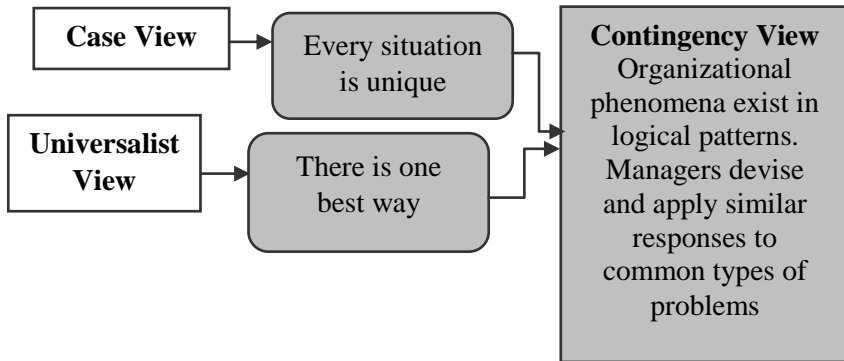 Case View
Every situation
is unique
Universalist
View
There is one
best way
Contingency View
Organizational
phenomena exist in
logical patterns.
Managers devise
and apply similar
responses to
common types of
problems